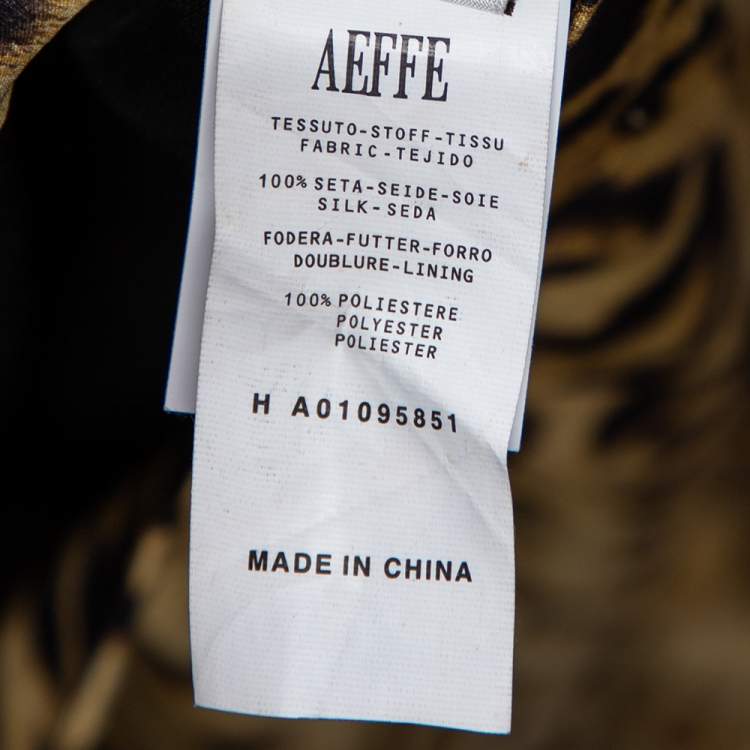 AEFFE
TESSUTO-STOFF-TISSU
FABRIC-TEJIDO
100% SETA-SEIDE-SOIE
SILK-SEDA
FODERA-FUTTER-FORRO
DOUBLURE-LINING
100% POLIESTERE
POLYESTER
POLIESTER
H A01095851
MADE IN CHINA